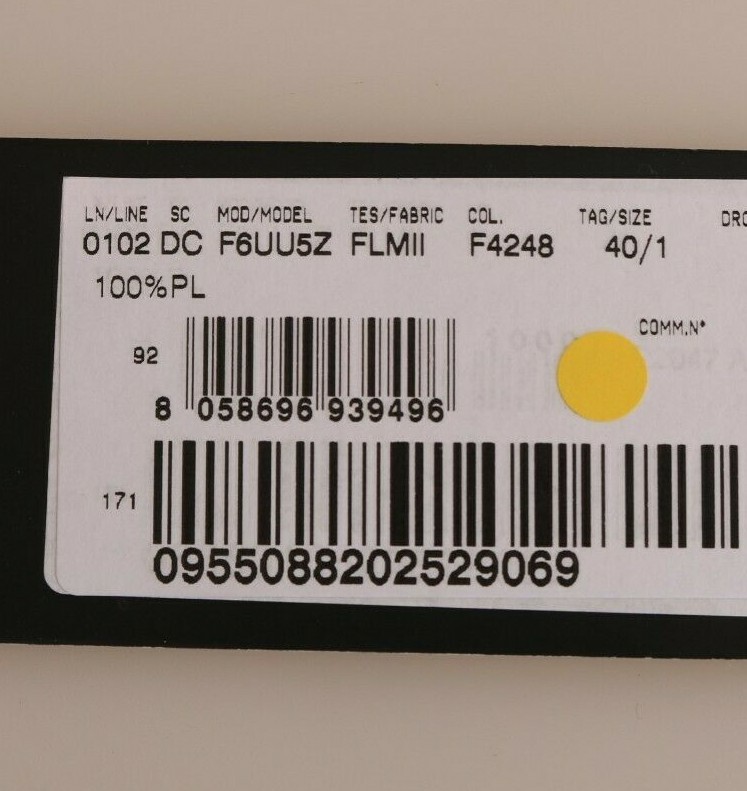 LN/LINE SC MOD/MODEL TES/FABRIC COL. TAG/SIZE DRO
0102 DC F6UU5Z FLMII F4248 40/1
100%PL
COMM.N°
92
8 058696 939496
171
0955088202529069